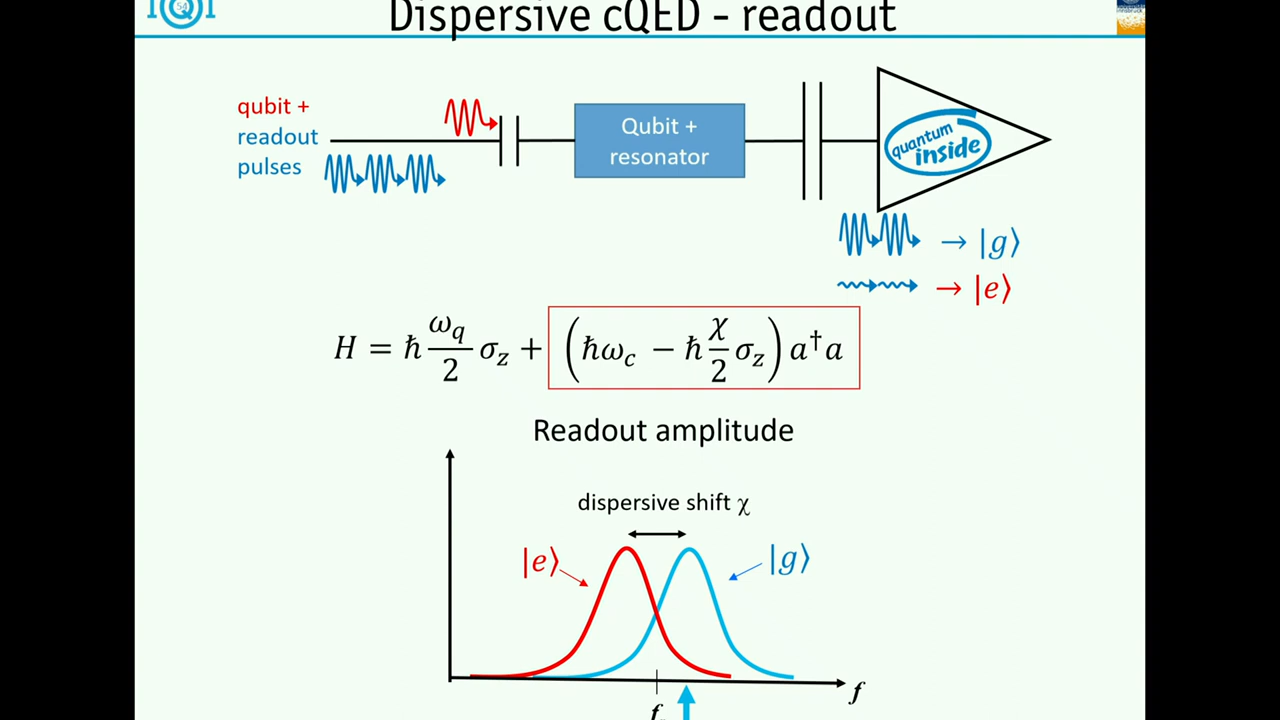 Dispersive cQED - readout
qubit +
readout
pulses
Qubit +
resonator
quantum
inside
→ |g⟩
→ |e⟩
H = ℏ ω_q/2 σ_z + (ℏω_c − ℏ χ/2 σ_z) a†a
Readout amplitude
dispersive shift χ
|e⟩
|g⟩
f